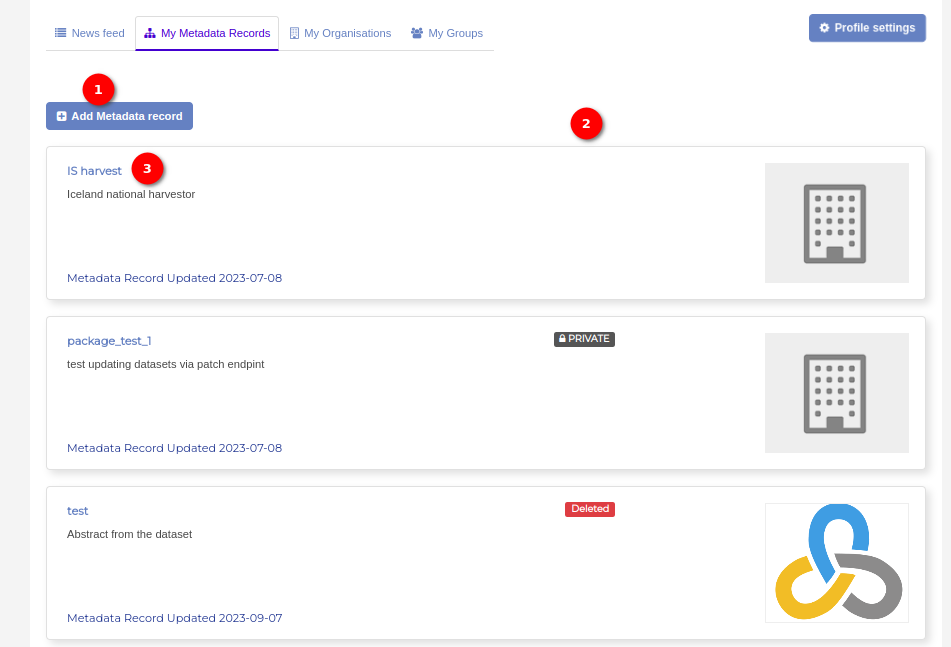 News feed My Metadata Records My Organisations My Groups Profile settings
1
Add Metadata record
2
IS harvest 3
Iceland national harvestor
Metadata Record Updated 2023-07-08
package_test_1 PRIVATE
test updating datasets via patch endpint
Metadata Record Updated 2023-07-08
test Deleted
Abstract from the dataset
Metadata Record Updated 2023-09-07